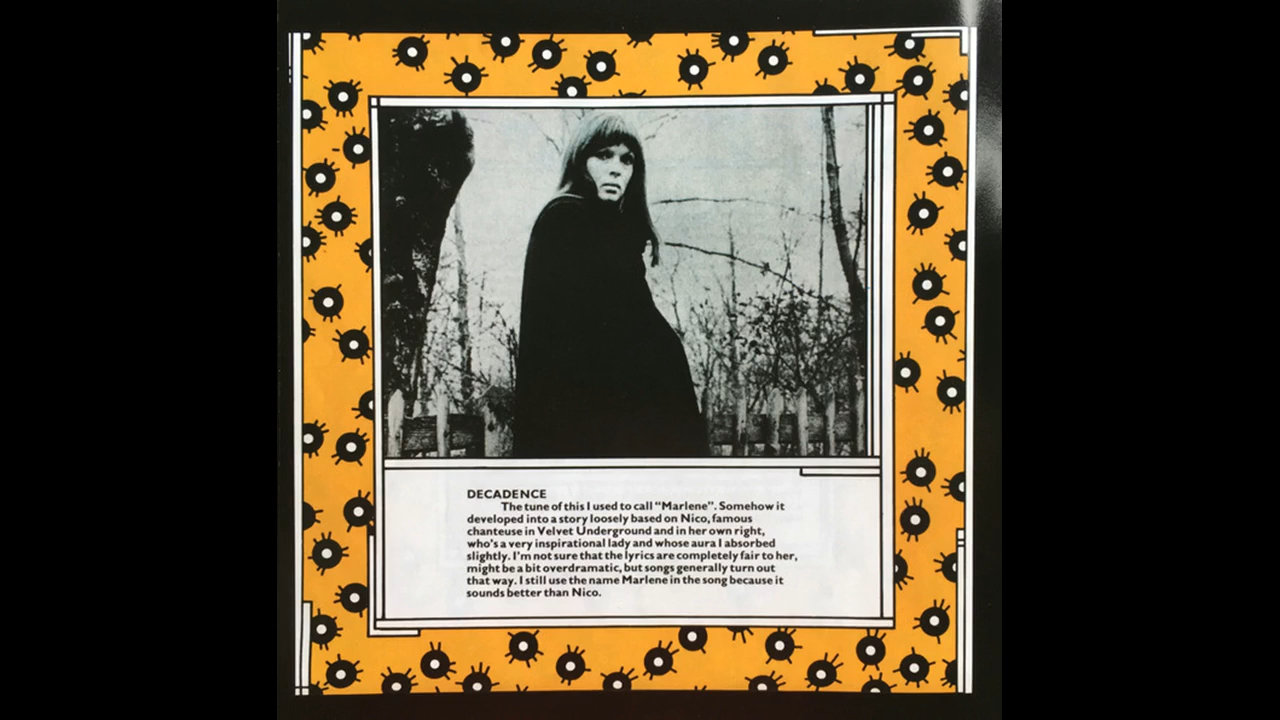 DECADENCE
The tune of this I used to call “Marlene”. Somehow it
developed into a story loosely based on Nico, famous
chanteuse in Velvet Underground and in her own right,
who's a very inspirational lady and whose aura I absorbed
slightly. I'm not sure that the lyrics are completely fair to her,
might be a bit overdramatic, but songs generally turn out
that way. I still use the name Marlene in the song because it
sounds better than Nico.